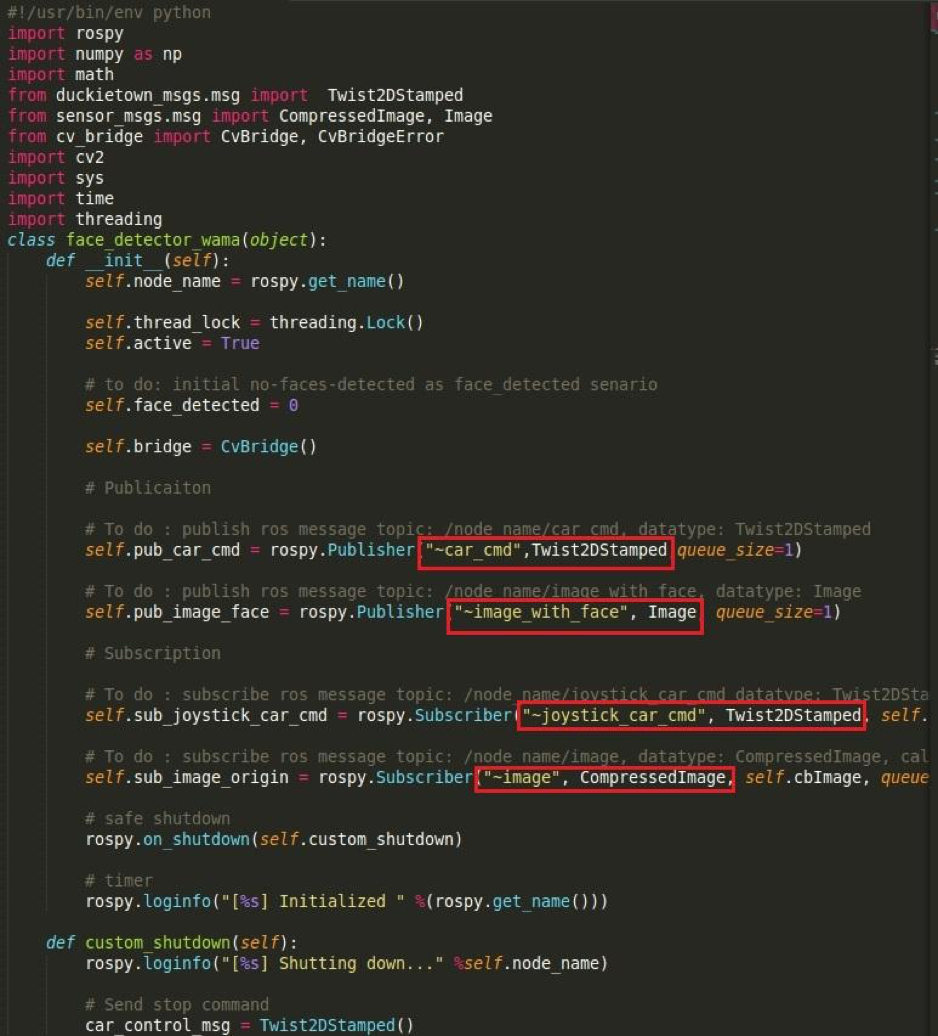 #!/usr/bin/env python
import rospy
import numpy as np
import math
from duckietown_msgs.msg import  Twist2DStamped
from sensor_msgs.msg import CompressedImage, Image
from cv_bridge import CvBridge, CvBridgeError
import cv2
import sys
import time
import threading
class face_detector_wama(object):
    def __init__(self):
        self.node_name = rospy.get_name()
        self.thread_lock = threading.Lock()
        self.active = True
        # to do: initial no-faces-detected as face_detected senario
        self.face_detected = 0
        self.bridge = CvBridge()
        # Publicaiton
        # To do : publish ros message topic: /node_name/car_cmd, datatype: Twist2DStamped
        self.pub_car_cmd = rospy.Publisher("~car_cmd",Twist2DStamped queue_size=1)
        # To do : publish ros message topic: /node_name/image_with_face, datatype: Image
        self.pub_image_face = rospy.Publisher("~image_with_face", Image queue_size=1)
        # Subscription
        # To do : subscribe ros message topic: /node_name/joystick_car_cmd datatype: Twist2DSta
        self.sub_joystick_car_cmd = rospy.Subscriber("~joystick_car_cmd", Twist2DStamped, self.
        # To do : subscribe ros message topic: /node_name/image, datatype: CompressedImage, cal
        self.sub_image_origin = rospy.Subscriber("~image", CompressedImage, self.cbImage, queue
        # safe shutdown
        rospy.on_shutdown(self.custom_shutdown)
        # timer
        rospy.loginfo("[%s] Initialized " %(rospy.get_name()))
    def custom_shutdown(self):
        rospy.loginfo("[%s] Shutting down..." %self.node_name)
        # Send stop command
        car_control_msg = Twist2DStamped()